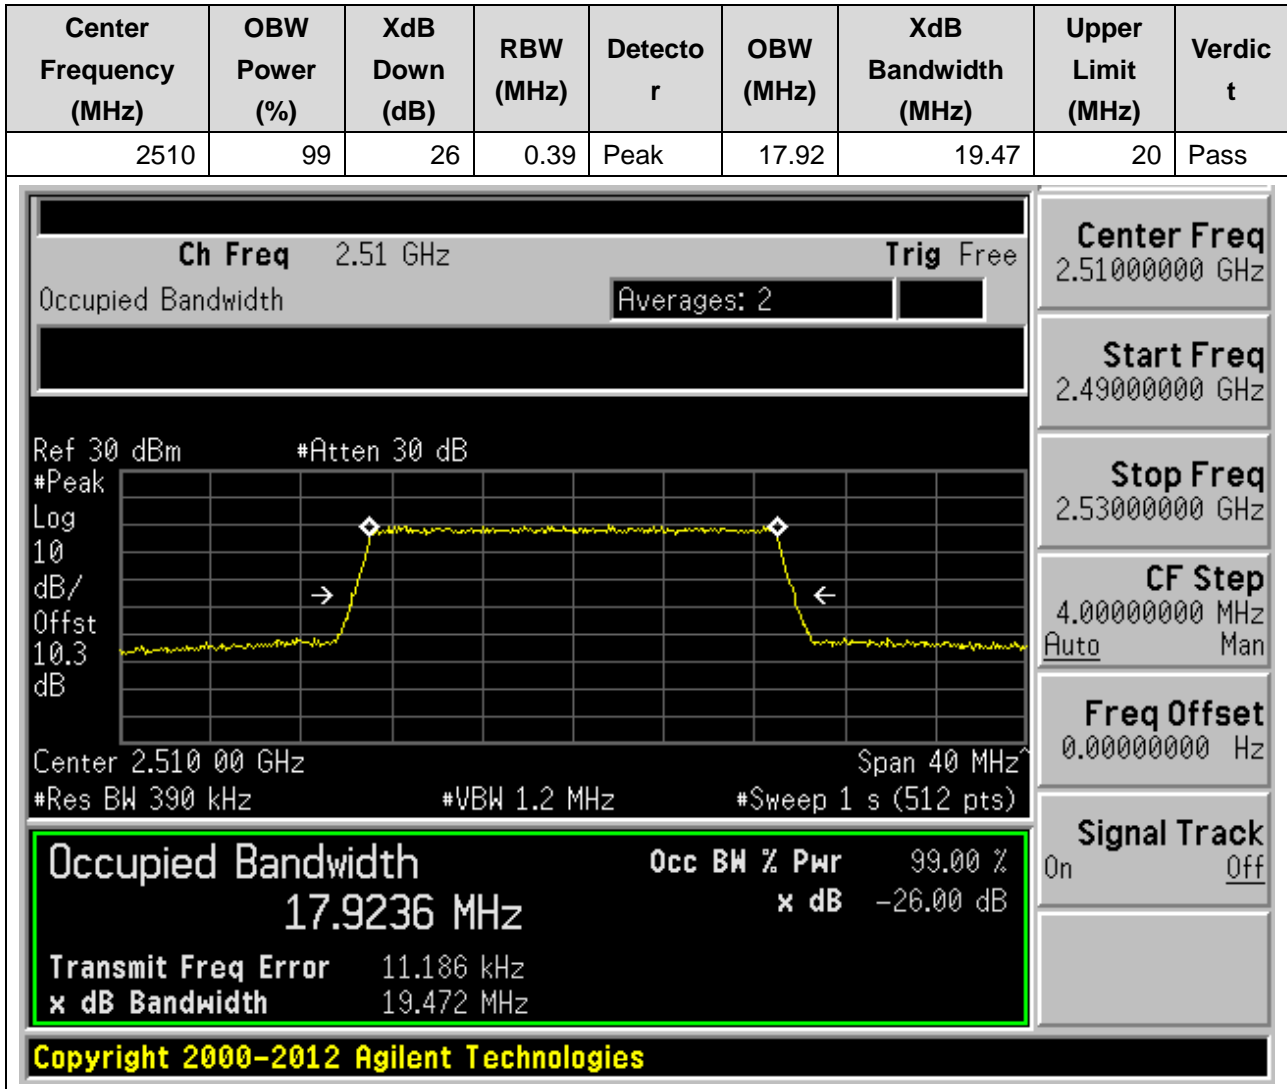 Center Frequency (MHz) OBW Power (%) XdB Down (dB) RBW (MHz) Detector OBW (MHz) XdB Bandwidth (MHz) Upper Limit (MHz) Verdict
2510 99 26 0.39 Peak 17.92 19.47 20 Pass
Ch Freq 2.51 GHz Trig Free
Occupied Bandwidth Averages: 2
Ref 30 dBm #Atten 30 dB
#Peak
Log
10
dB/
Offst
10.3
dB
Center 2.510 00 GHz Span 40 MHz^
#Res BW 390 kHz #VBW 1.2 MHz #Sweep 1 s (512 pts)
Occupied Bandwidth Occ BW % Pwr 99.00 %
17.9236 MHz x dB -26.00 dB
Transmit Freq Error 11.186 kHz
x dB Bandwidth 19.472 MHz
Center Freq
2.51000000 GHz
Start Freq
2.49000000 GHz
Stop Freq
2.53000000 GHz
CF Step
4.00000000 MHz
Auto Man
Freq Offset
0.00000000 Hz
Signal Track
On Off
Copyright 2000-2012 Agilent Technologies